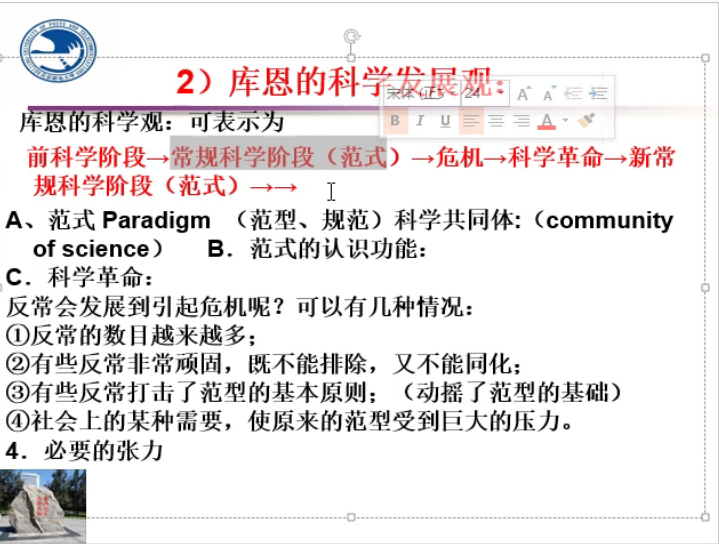 2）库恩的科学发展观：
宋体 (正 24
B I U
库恩的科学观：可表示为
前科学阶段→常规科学阶段（范式）→危机→科学革命→新常
规科学阶段（范式）→→
A、范式 Paradigm （范型、规范）科学共同体:（community
of science） B．范式的认识功能：
C．科学革命：
反常会发展到引起危机呢？可以有几种情况：
①反常的数目越来越多；
②有些反常非常顽固，既不能排除，又不能同化；
③有些反常打击了范型的基本原则；（动摇了范型的基础）
④社会上的某种需要，使原来的范型受到巨大的压力。
4．必要的张力